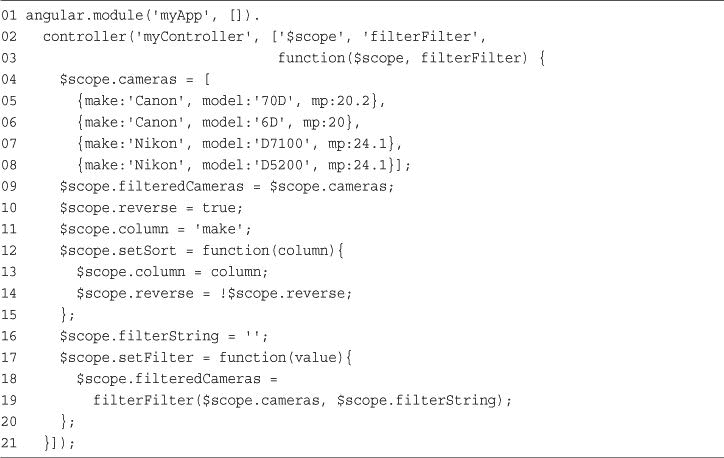 01 angular.module('myApp', []).
02   controller('myController', ['$scope', 'filterFilter',
03                               function($scope, filterFilter) {
04     $scope.cameras = [
05       {make:'Canon', model:'70D', mp:20.2},
06       {make:'Canon', model:'6D', mp:20},
07       {make:'Nikon', model:'D7100', mp:24.1},
08       {make:'Nikon', model:'D5200', mp:24.1}];
09     $scope.filteredCameras = $scope.cameras;
10     $scope.reverse = true;
11     $scope.column = 'make';
12     $scope.setSort = function(column){
13       $scope.column = column;
14       $scope.reverse = !$scope.reverse;
15     };
16     $scope.filterString = '';
17     $scope.setFilter = function(value){
18       $scope.filteredCameras =
19         filterFilter($scope.cameras, $scope.filterString);
20     };
21   }]);